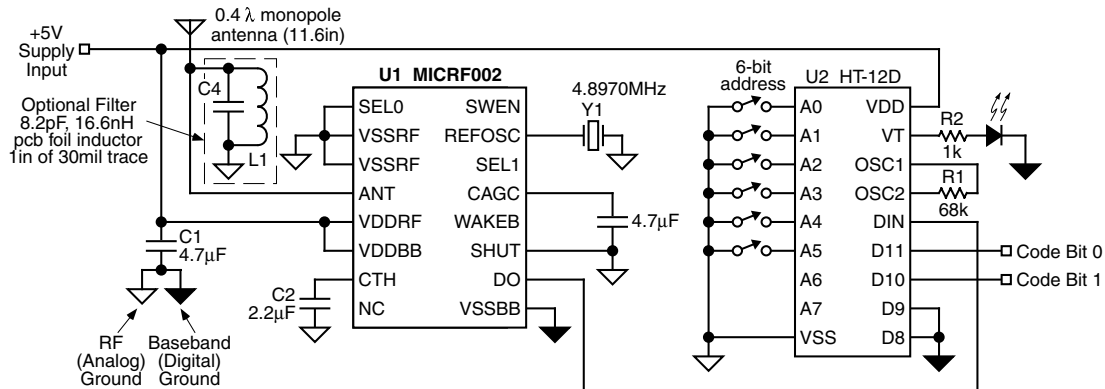 +5V
Supply
Input
0.4 λ monopole
antenna (11.6in)
C4
L1
Optional Filter
8.2pF, 16.6nH
pcb foil inductor
1in of 30mil trace
C1
4.7μF
RF
(Analog)
Ground
Baseband
(Digital)
Ground
C2
2.2μF
U1 MICRF002
SEL0
VSSRF
VSSRF
ANT
VDDRF
VDDBB
CTH
NC
SWEN
REFOSC
SEL1
CAGC
WAKEB
SHUT
DO
VSSBB
4.8970MHz
Y1
4.7μF
6-bit
address
U2 HT-12D
A0
A1
A2
A3
A4
A5
A6
A7
VSS
VDD
VT
OSC1
OSC2
DIN
D11
D10
D9
D8
R2
1k
R1
68k
Code Bit 0
Code Bit 1